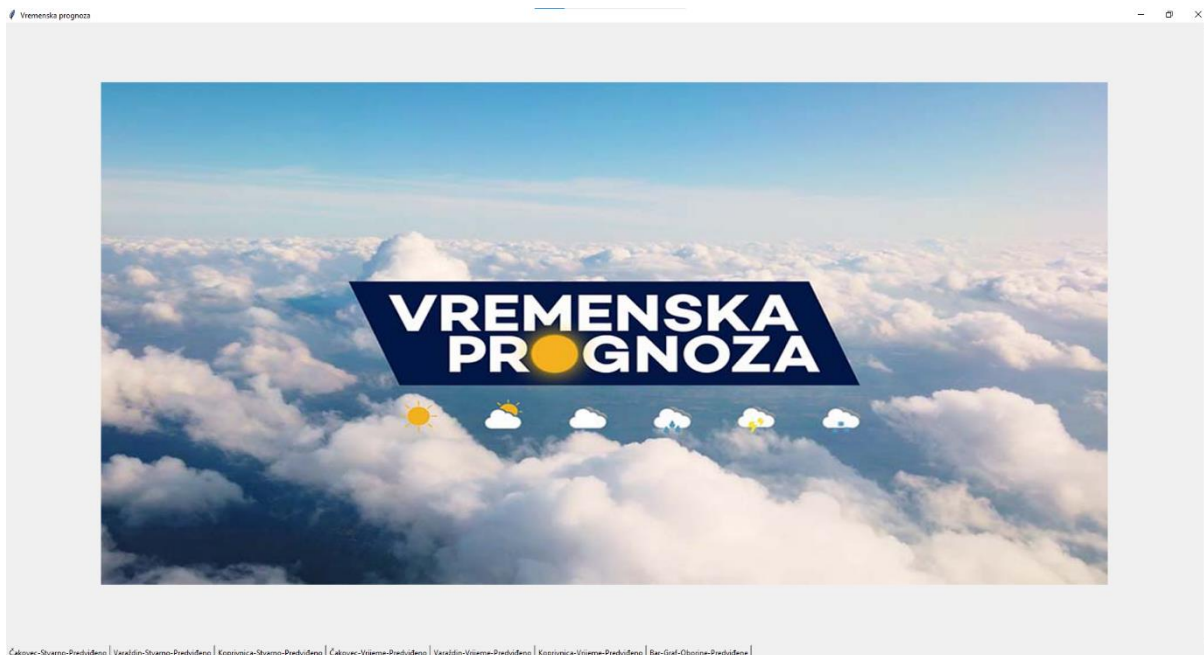 Vremenska prognoza
VREMENSKA
PROGNOZA
Čakovec-Stvarno-Predviđeno Varaždin-Stvarno-Predviđeno Koprivnica-Stvarno-Predviđeno Čakovec-Vrijeme-Predviđeno Varaždin-Vrijeme-Predviđeno Koprivnica-Vrijeme-Predviđeno Bar-Graf-Oborine-Predviđene